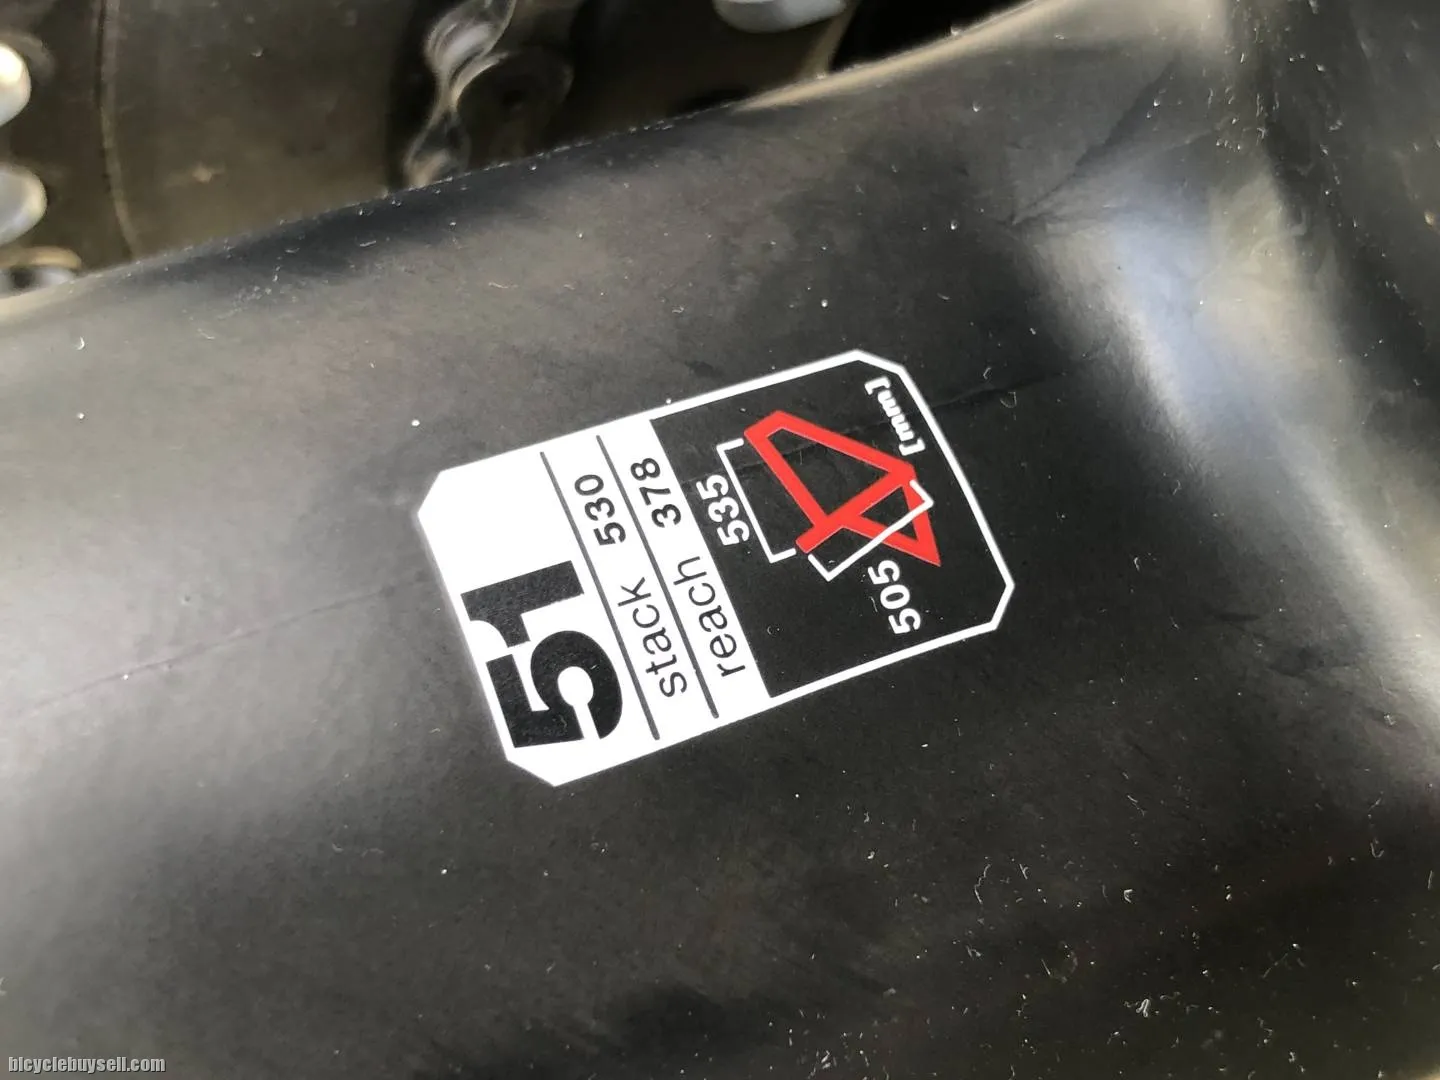 51
stack 530
reach 378
535
505
[mm]
bicyclebuysell.com